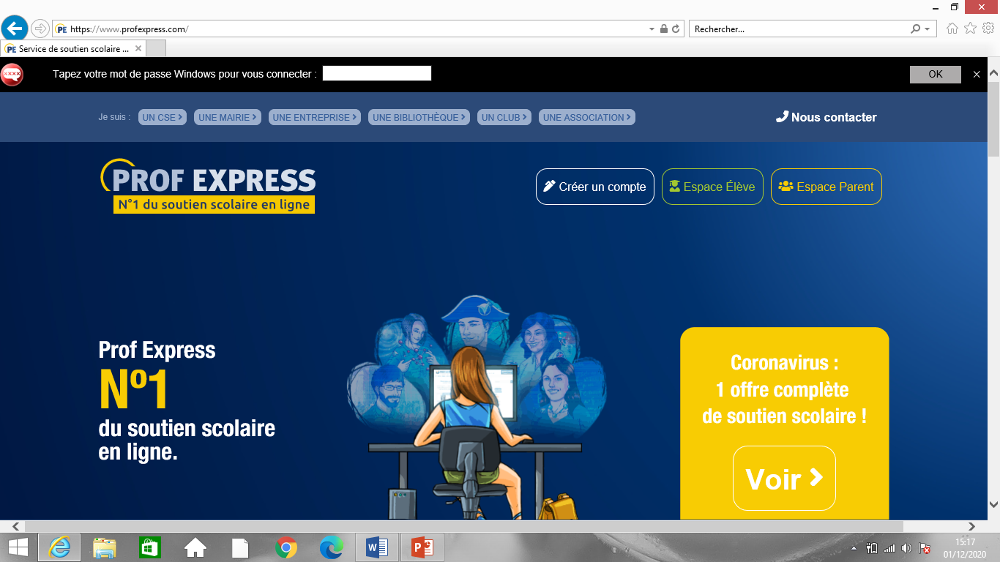 https://www.profexpress.com/
Rechercher...
PE Service de soutien scolaire ...
xxxx
Tapez votre mot de passe Windows pour vous connecter :
OK
Je suis :
UN CSE
UNE MAIRIE
UNE ENTREPRISE
UNE BIBLIOTHÈQUE
UN CLUB
UNE ASSOCIATION
Nous contacter
PROF EXPRESS
N°1 du soutien scolaire en ligne
Créer un compte
Espace Élève
Espace Parent
Prof Express
Nº1
du soutien scolaire
en ligne.
Coronavirus :
1 offre complète
de soutien scolaire !
Voir
15:17
01/12/2020